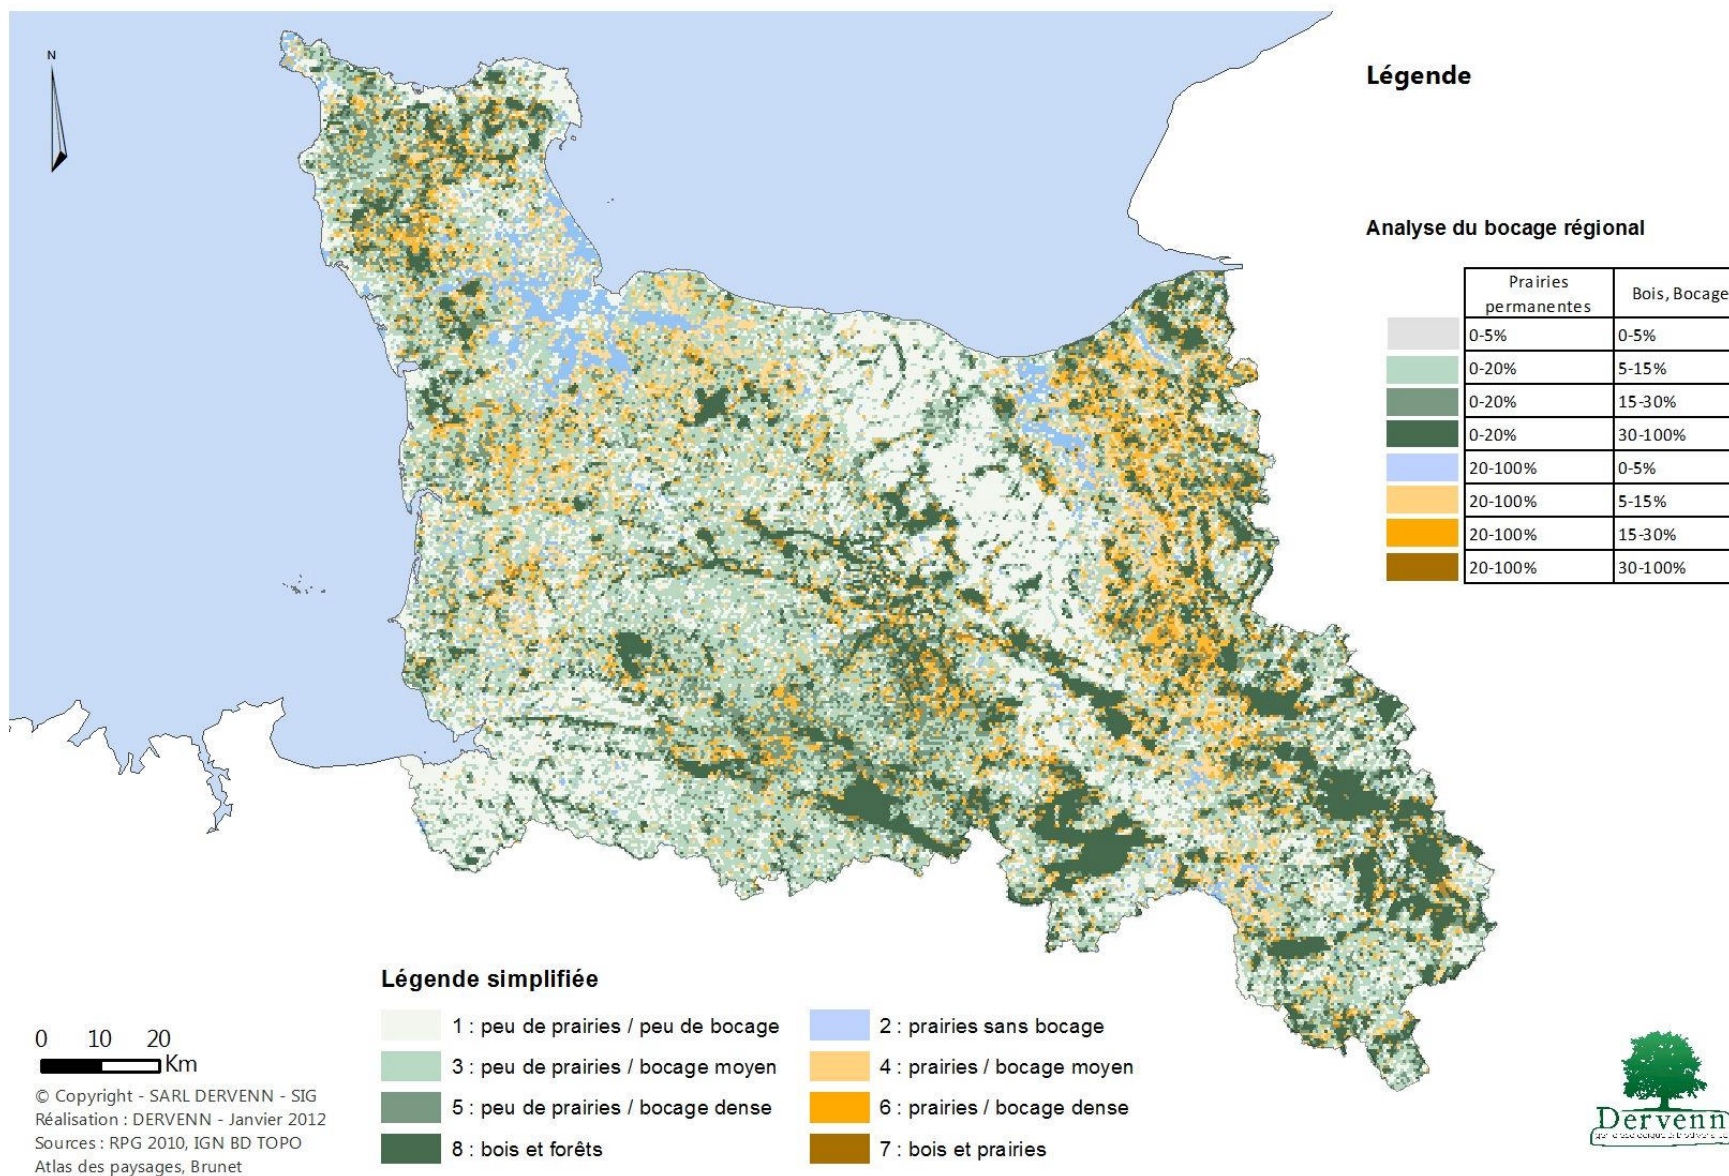 N
Légende
Analyse du bocage régional
Prairies permanentes Bois, Bocage
0-5% 0-5%
0-20% 5-15%
0-20% 15-30%
0-20% 30-100%
20-100% 0-5%
20-100% 5-15%
20-100% 15-30%
20-100% 30-100%
Légende simplifiée
1 : peu de prairies / peu de bocage
2 : prairies sans bocage
3 : peu de prairies / bocage moyen
4 : prairies / bocage moyen
5 : peu de prairies / bocage dense
6 : prairies / bocage dense
8 : bois et forêts
7 : bois et prairies
0 10 20
Km
© Copyright - SARL DERVENN - SIG
Réalisation : DERVENN - Janvier 2012
Sources : RPG 2010, IGN BD TOPO
Atlas des paysages, Brunet
Dervenn